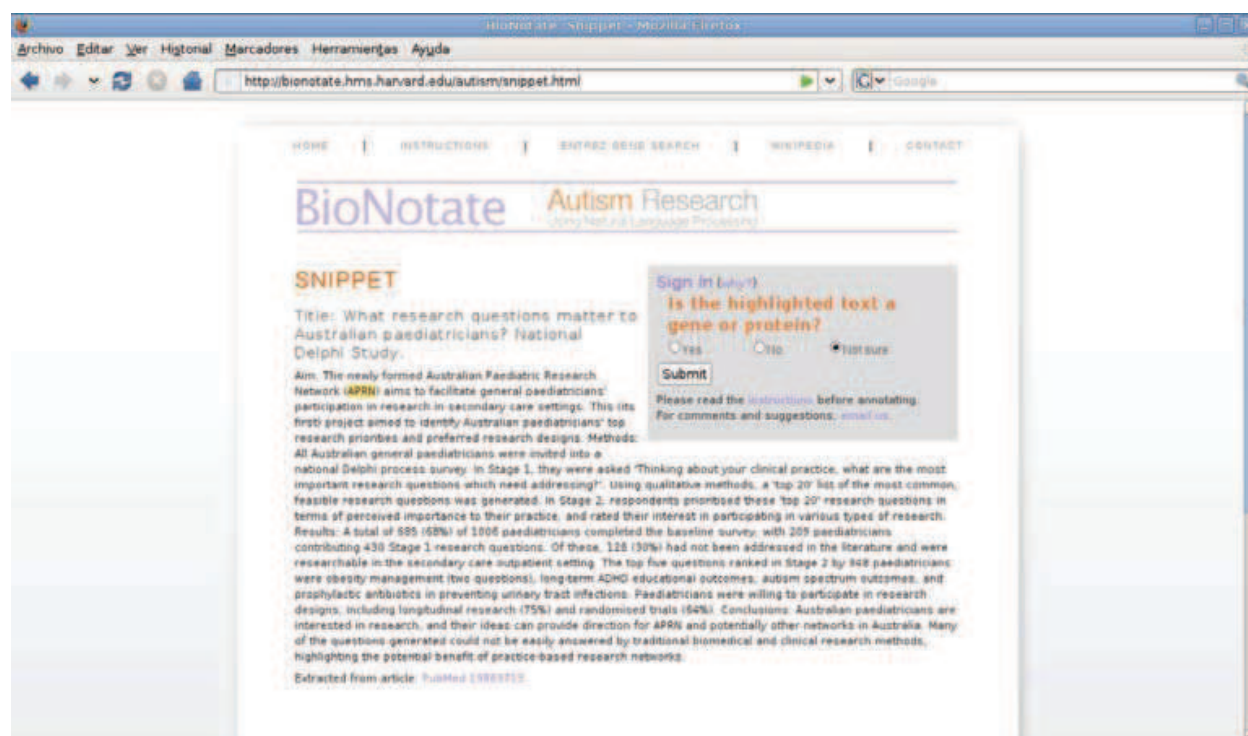 BioNotate Snippet - Mozilla Firefox
Archivo Editar Ver Historial Marcadores Herramientas Ayuda
http://bionotate.hms.harvard.edu/autism/snippet.html Google
HOME | INSTRUCTIONS | ENTREZ GENE SEARCH | WIKIPEDIA | CONTACT
BioNotate Autism Research
Using Natural Language Processing
SNIPPET
Title: What research questions matter to
Australian paediatricians? National
Delphi Study.
Aim. The newly formed Australian Paediatric Research
Network (APRN) aims to facilitate general paediatricians'
participation in research in secondary care settings. This (its
first) project aimed to identify Australian paediatricians' top
research priorities and preferred research designs. Methods:
All Australian general paediatricians were invited into a
Sign in (why?)
Is the highlighted text a
gene or protein?
Yes No Not sure
Submit
Please read the instructions before annotating.
For comments and suggestions, email us.
national Delphi process survey. In Stage 1, they were asked 'Thinking about your clinical practice, what are the most
important research questions which need addressing?'. Using qualitative methods, a 'top 20' list of the most common,
feasible research questions was generated. In Stage 2, respondents prioritised these 'top 20' research questions in
terms of perceived importance to their practice, and rated their interest in participating in various types of research.
Results: A total of 685 (68%) of 1006 paediatricians completed the baseline survey, with 209 paediatricians
contributing 430 Stage 1 research questions. Of these, 128 (30%) had not been addressed in the literature and were
researchable in the secondary care outpatient setting. The top five questions ranked in Stage 2 by paediatricians
were obesity management (two questions), long-term ADHD educational outcomes, autism spectrum outcomes, and
prophylactic antibiotics in preventing urinary tract infections. Paediatricians were willing to participate in research
designs, including longitudinal research (75%) and randomised trials (64%). Conclusions: Australian paediatricians are
interested in research, and their ideas can provide direction for APRN and potentially other networks in Australia. Many
of the questions generated could not be easily answered by traditional biomedical and clinical research methods,
highlighting the potential benefit of practice-based research networks.
Extracted from article: PubMed